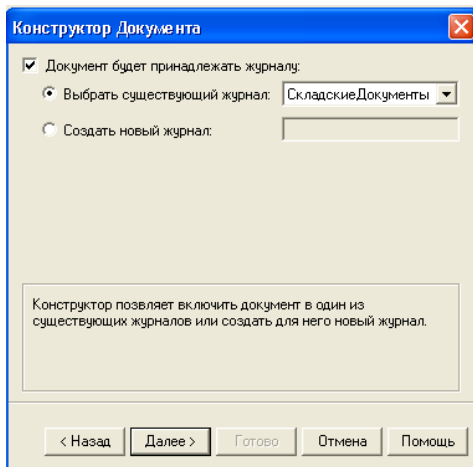 Конструктор Документа
Документ будет принадлежать журналу:
Выбрать существующий журнал: СкладскиеДокументы
Создать новый журнал:
Конструктор позвляет включить документ в один из
существующих журналов или создать для него новый журнал.
< Назад Далее > Готово Отмена Помощь